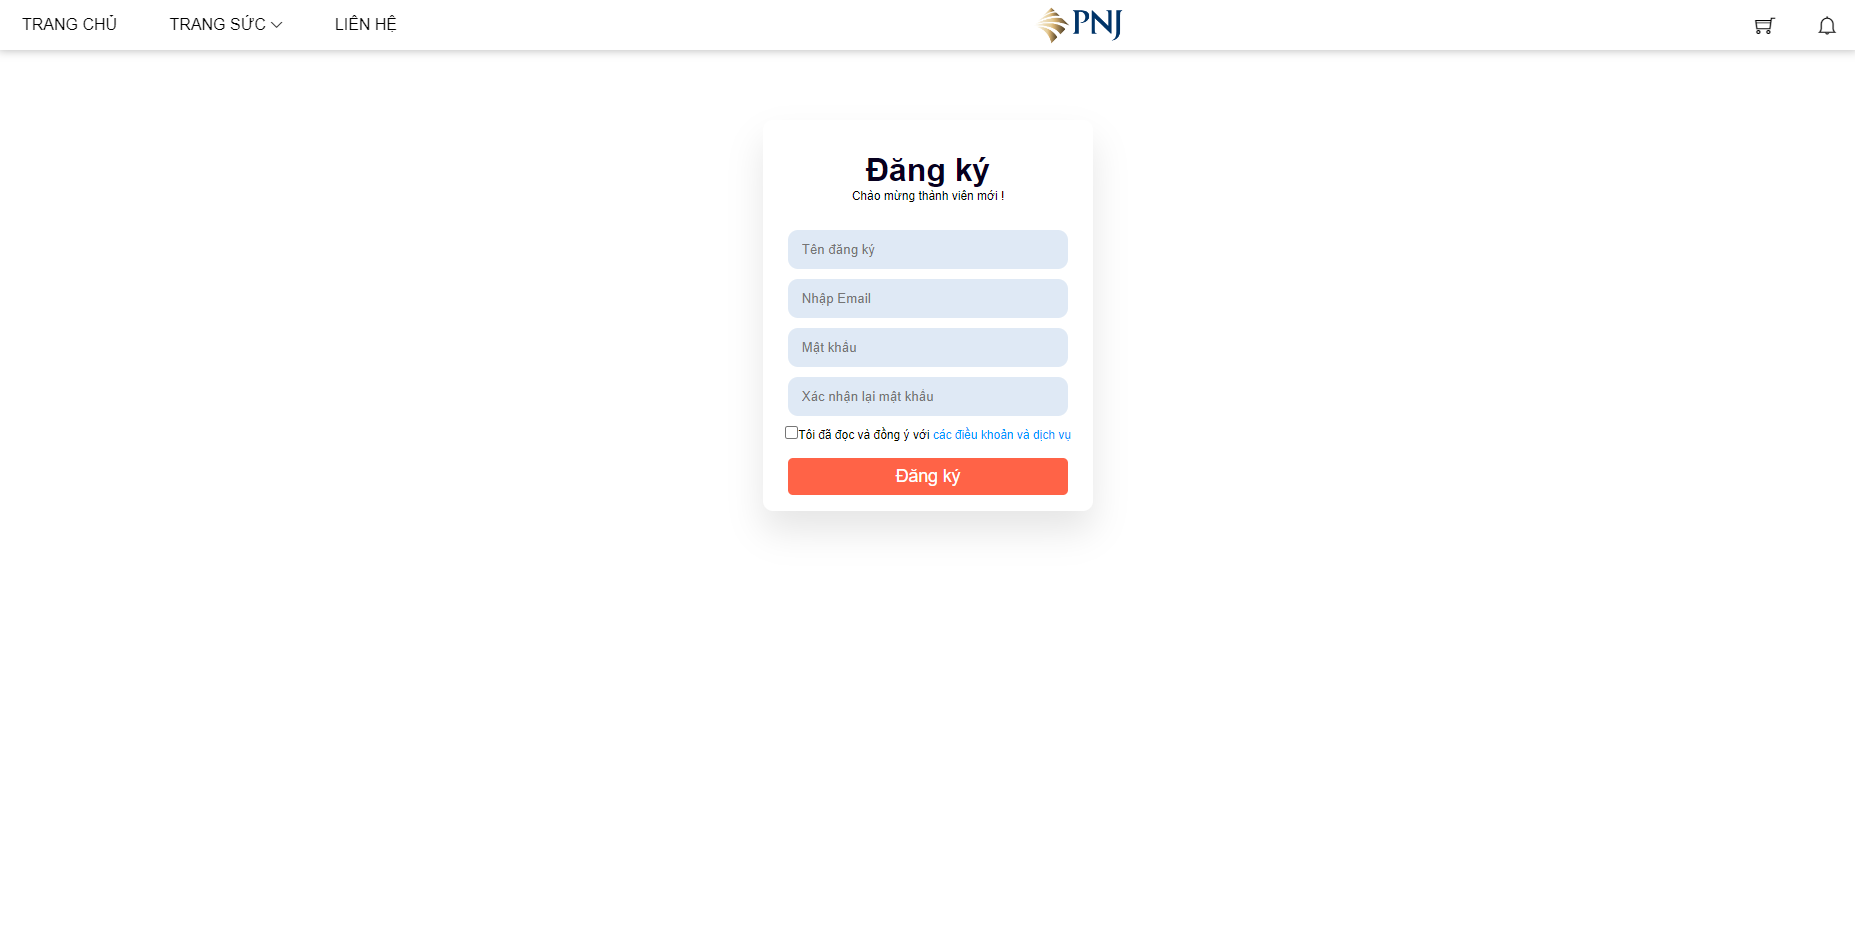 TRANG CHỦ
TRANG SỨC
LIÊN HỆ
PNJ
Đăng ký
Chào mừng thành viên mới !
Tên đăng ký
Nhập Email
Mật khẩu
Xác nhận lại mật khẩu
Tôi đã đọc và đồng ý với các điều khoản và dịch vụ
Đăng ký